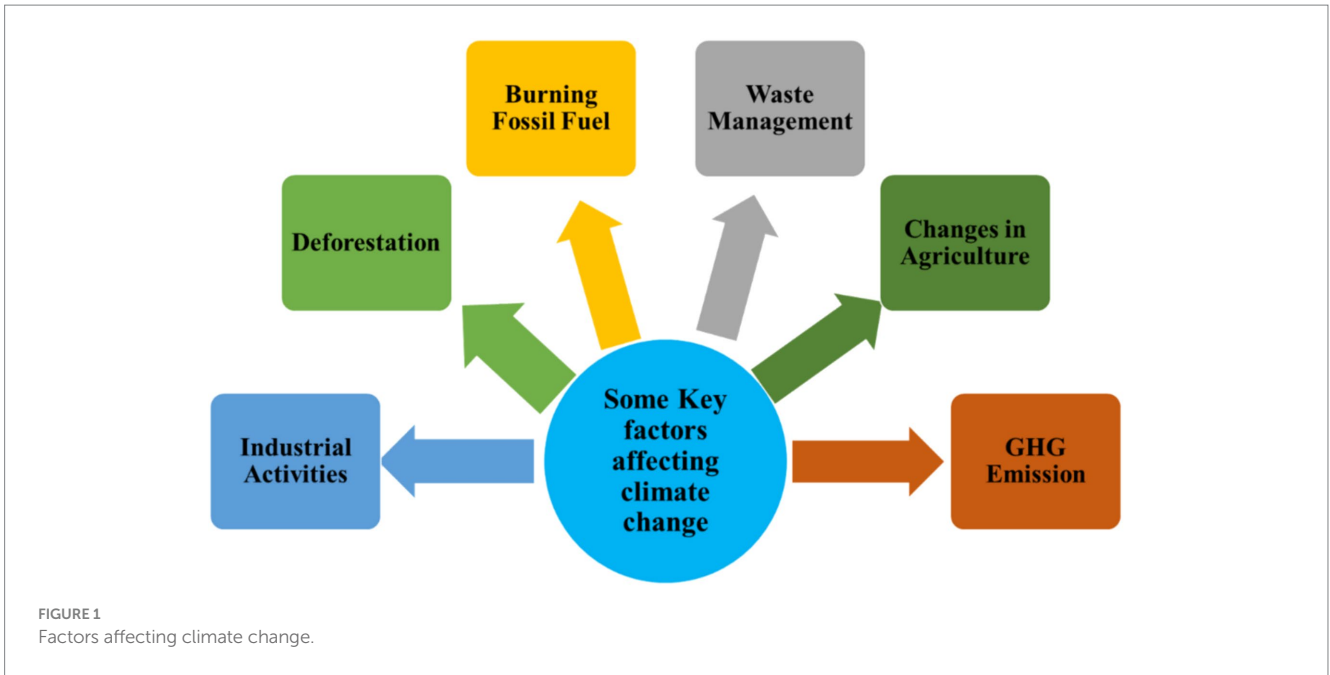 Burning
Fossil Fuel
Waste
Management
Deforestation
Changes in
Agriculture
Industrial
Activities
Some Key
factors
affecting
climate
change
GHG
Emission
FIGURE 1
Factors affecting climate change.